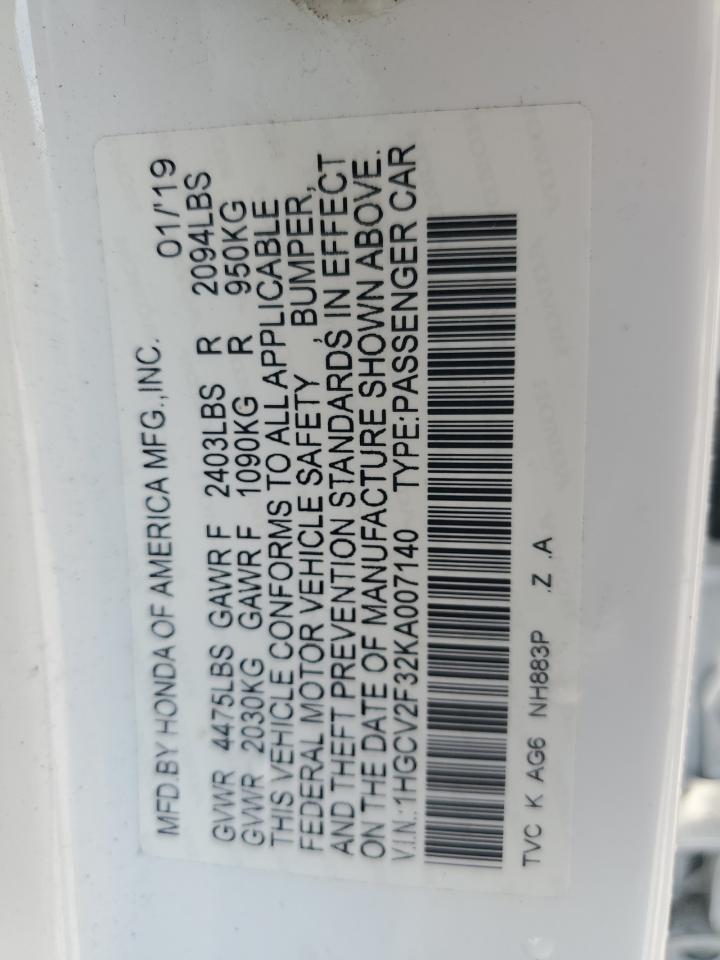 MFD.BY HONDA OF AMERICA MFG.,INC. 01/'19
GVWR 4475LBS GAWR F 2403LBS R 2094LBS
GVWR 2030KG GAWR F 1090KG R 950KG
THIS VEHICLE CONFORMS TO ALL APPLICABLE
FEDERAL MOTOR VEHICLE SAFETY , BUMPER,
AND THEFT PREVENTION STANDARDS, IN EFFECT
ON THE DATE OF MANUFACTURE SHOWN ABOVE.
V.I.N.:1HGCV2F32KA007140 TYPE:PASSENGER CAR
TVC K AG6 NH883P .Z .A